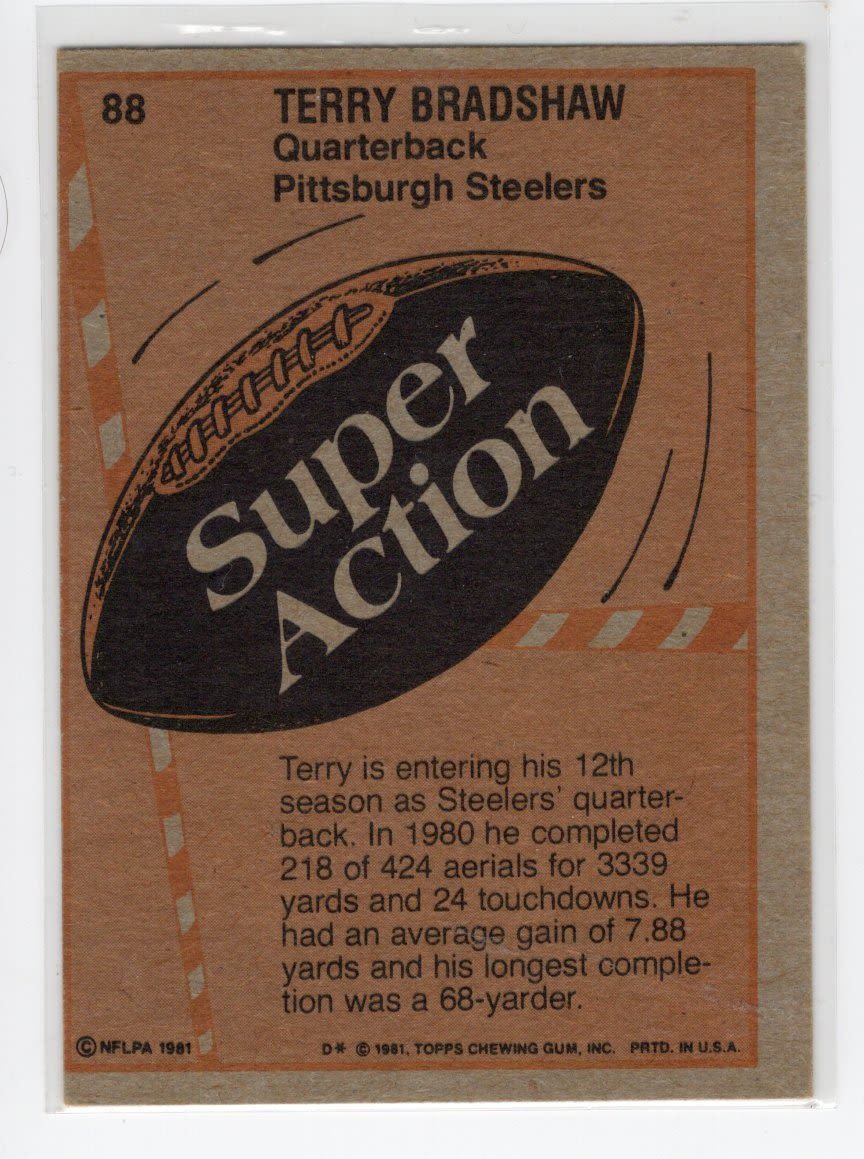 88
TERRY BRADSHAW
Quarterback
Pittsburgh Steelers
Super
Action
Terry is entering his 12th
season as Steelers' quarter-
back. In 1980 he completed
218 of 424 aerials for 3339
yards and 24 touchdowns. He
had an average gain of 7.88
yards and his longest comple-
tion was a 68-yarder.
© NFLPA 1981
D* © 1981, TOPPS CHEWING GUM, INC. PRTD. IN U.S.A.